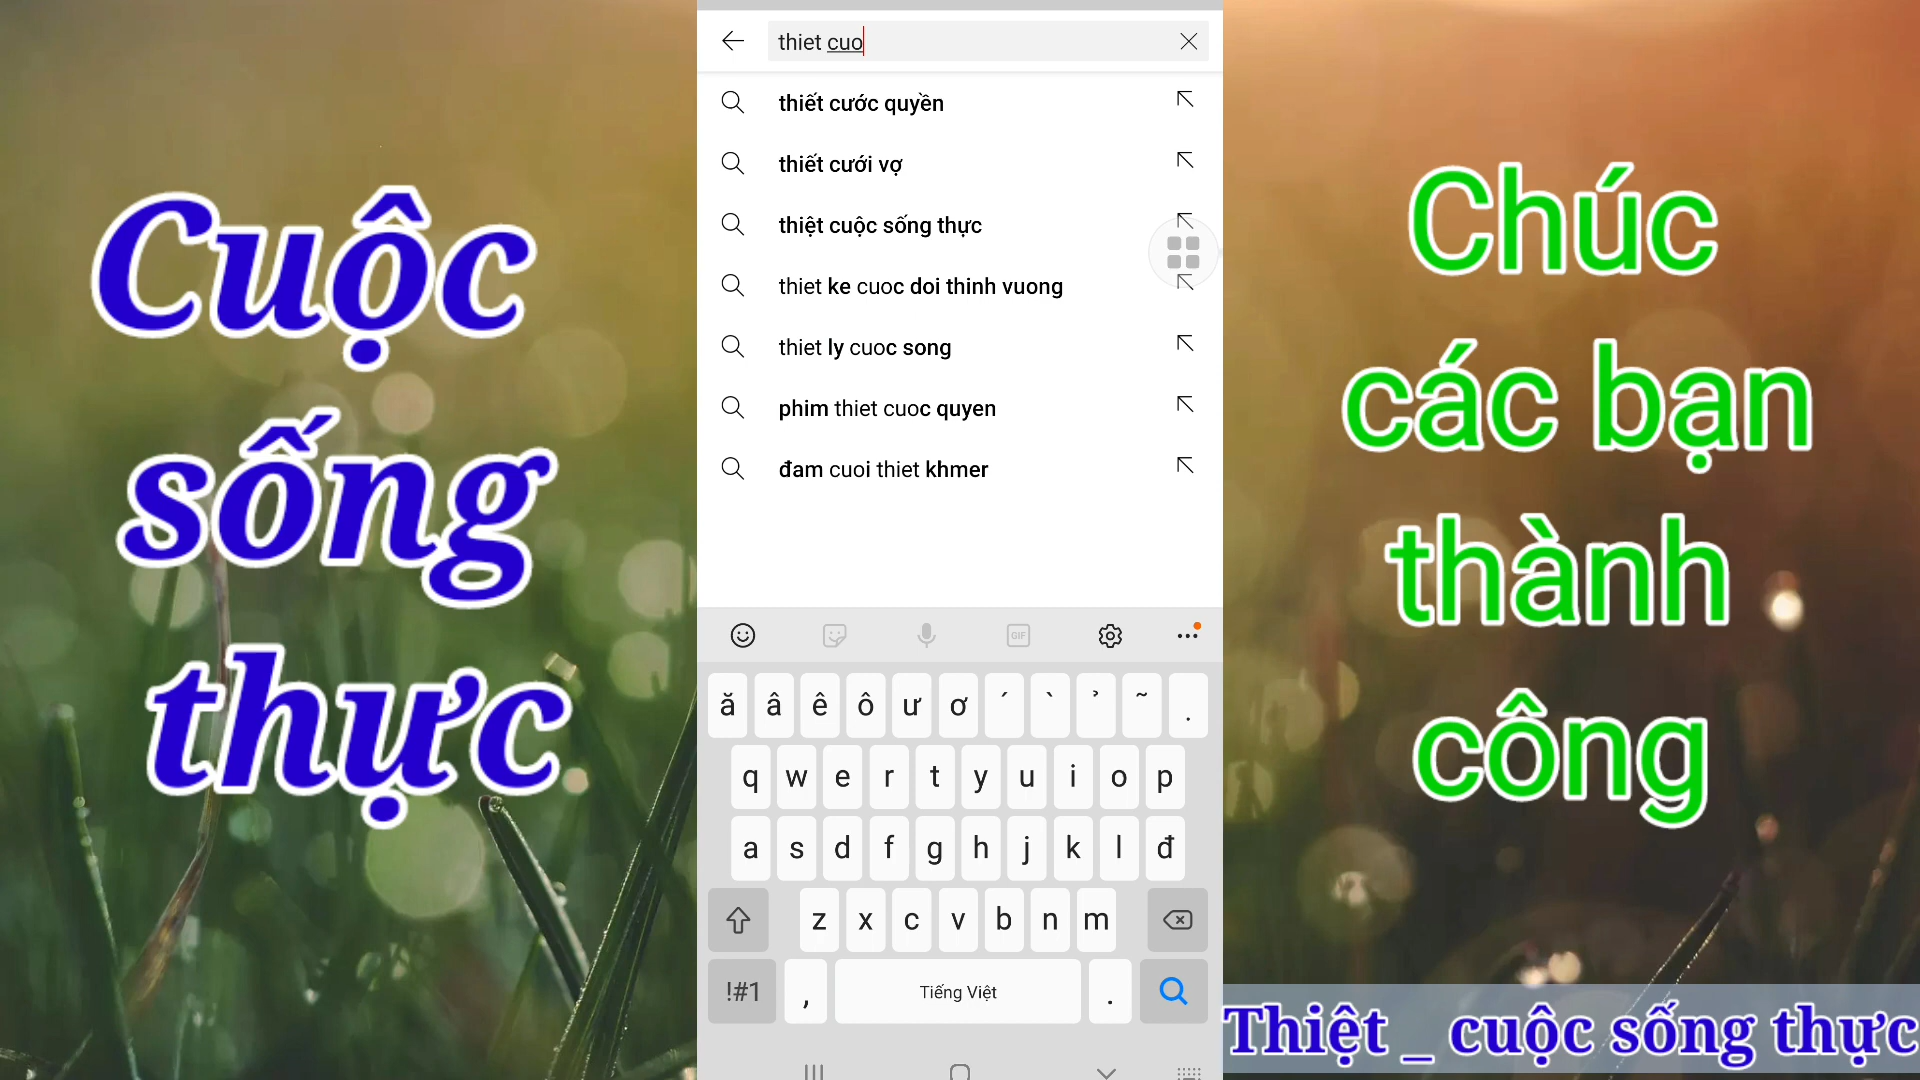 Cuộc
sống
thực
thiet cuo
thiết cước quyền
thiết cưới vợ
thiệt cuộc sống thực
thiet ke cuoc doi thinh vuong
thiet ly cuoc song
phim thiet cuoc quyen
đam cuoi thiet khmer
GIF
ă â ê ô ư ơ ´ ` ̉ ~ .
q w e r t y u i o p
a s d f g h j k l đ
z x c v b n m
!#1 , Tiếng Việt .
Chúc
các bạn
thành
công
Thiệt _ cuộc sống thực